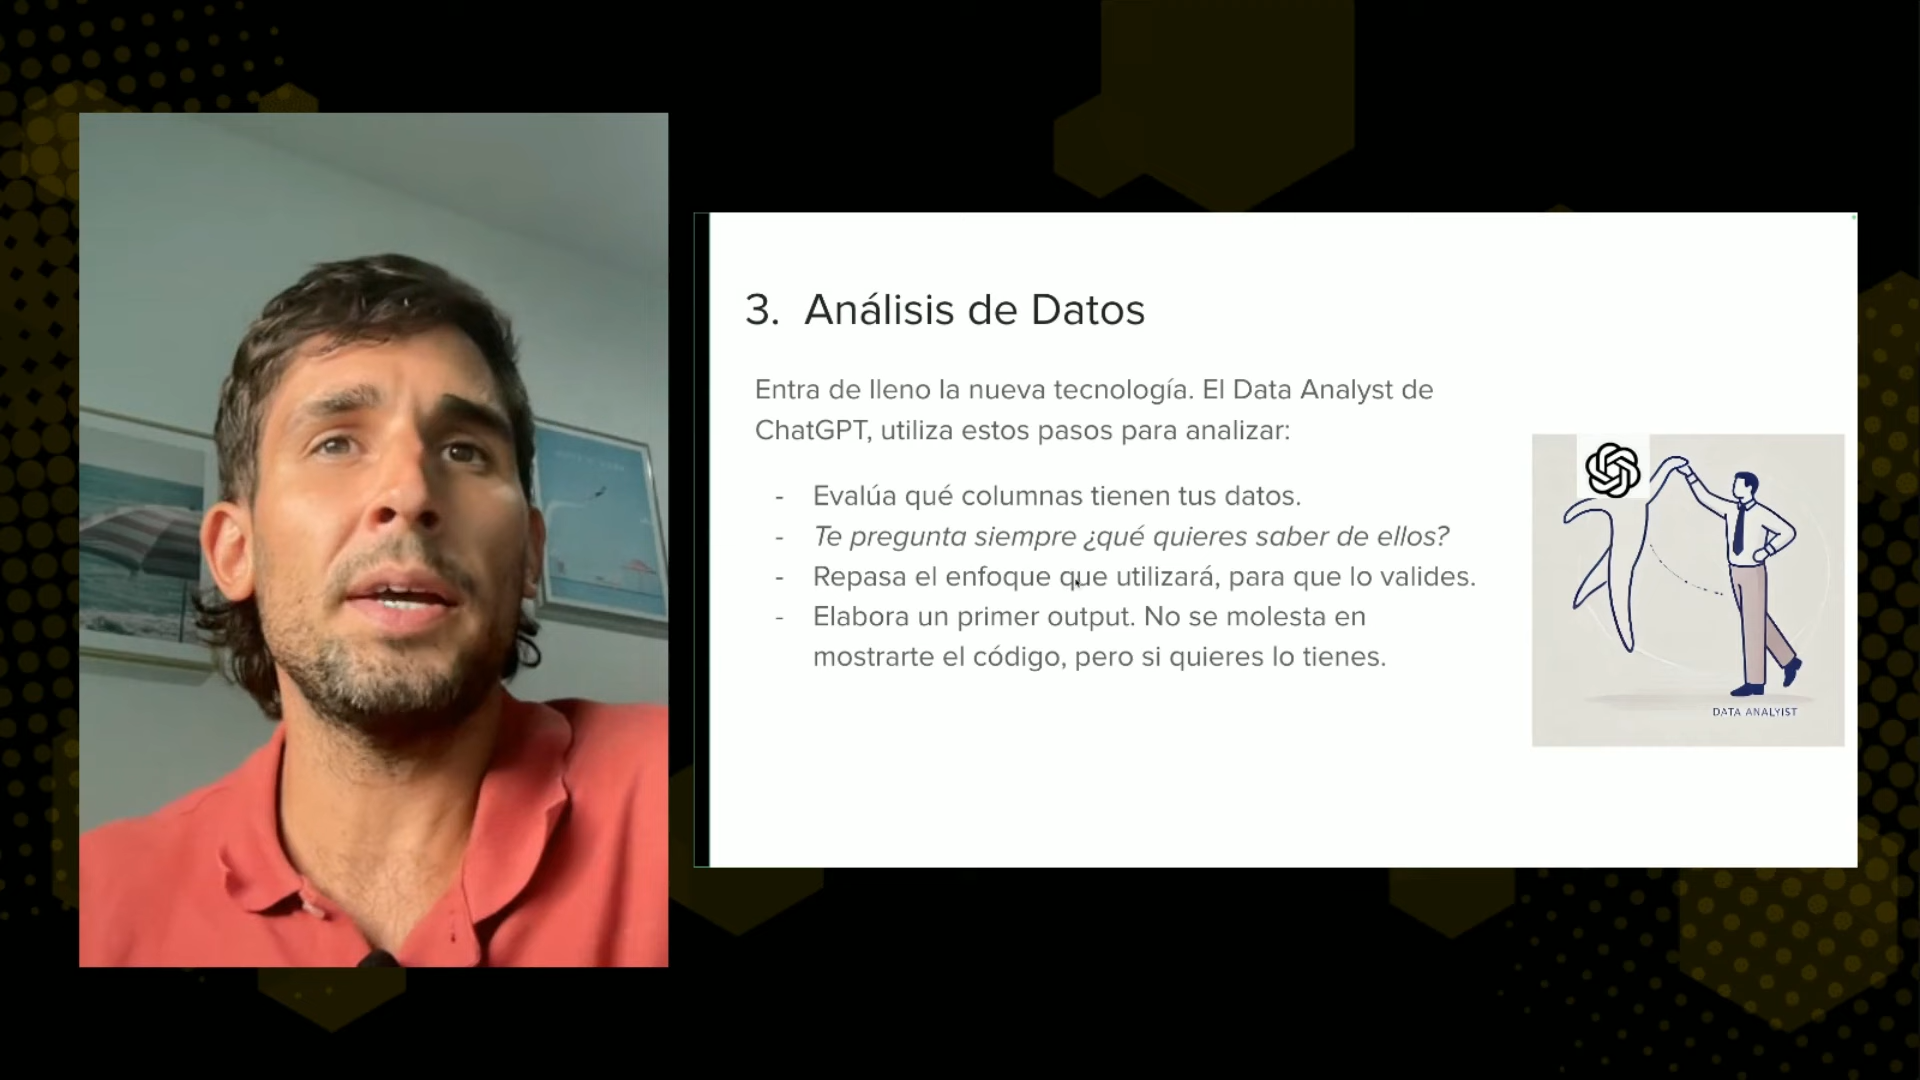 3. Análisis de Datos
Entra de lleno la nueva tecnología. El Data Analyst de
ChatGPT, utiliza estos pasos para analizar:
- Evalúa qué columnas tienen tus datos.
- Te pregunta siempre ¿qué quieres saber de ellos?
- Repasa el enfoque que utilizará, para que lo valides.
- Elabora un primer output. No se molesta en
mostrarte el código, pero si quieres lo tienes.
DATA ANALYIST